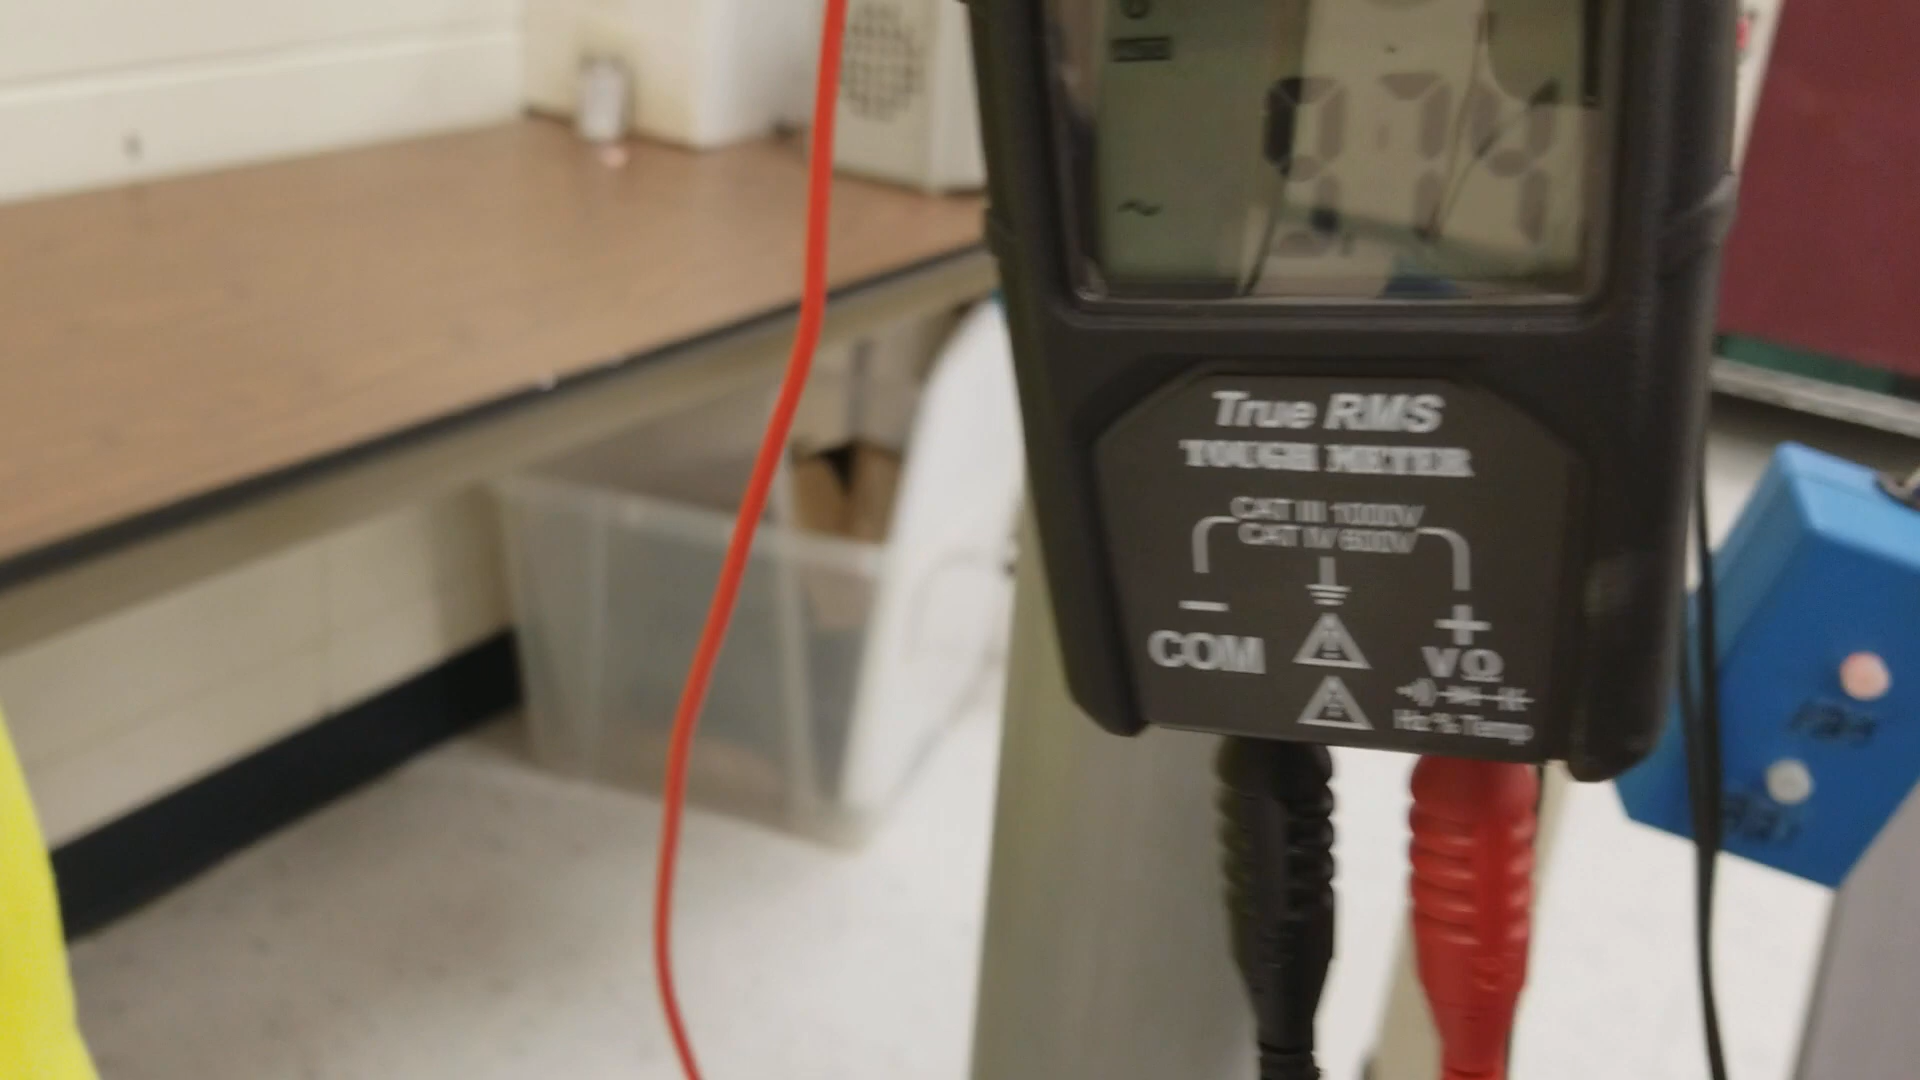 True RMS
TOUGH METER
CAT III 1000V
CAT IV 600V
− +
COM VΩ
Hz % Temp